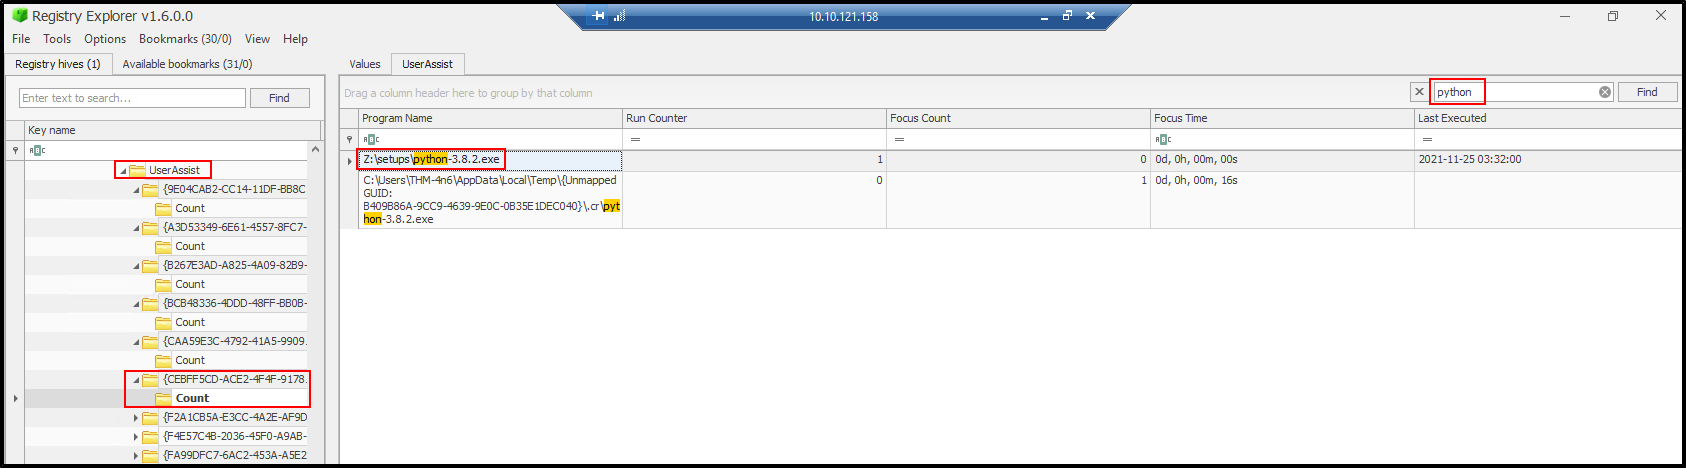 Registry Explorer v1.6.0.0
10.10.121.158
File Tools Options Bookmarks (30/0) View Help
Registry hives (1) Available bookmarks (31/0)
Values UserAssist
Enter text to search... Find
Drag a column header here to group by that column
python Find
Key name
Program Name Run Counter Focus Count Focus Time Last Executed
UserAssist
{9E04CAB2-CC14-11DF-BB8C
Count
{A3D53349-6E61-4557-8FC7-
Count
{B267E3AD-A825-4A09-82B9-
Count
{BCB48336-4DDD-48FF-BB0B-
Count
{CAA59E3C-4792-41A5-9909.
Count
{CEBFF5CD-ACE2-4F4F-9178.
Count
{F2A1CB5A-E3CC-4A2E-AF9D
{F4E57C4B-2036-45F0-A9AB-
{FA99DFC7-6AC2-453A-A5E2
Z:\setups\python-3.8.2.exe 1 0 0d, 0h, 00m, 00s 2021-11-25 03:32:00
C:\Users\THM-4n6\AppData\Local\Temp\{Unmapped 0 1 0d, 0h, 00m, 16s
GUID:
B409B86A-9CC9-4639-9E0C-0B35E1DEC040}\.cr\pyt
hon-3.8.2.exe